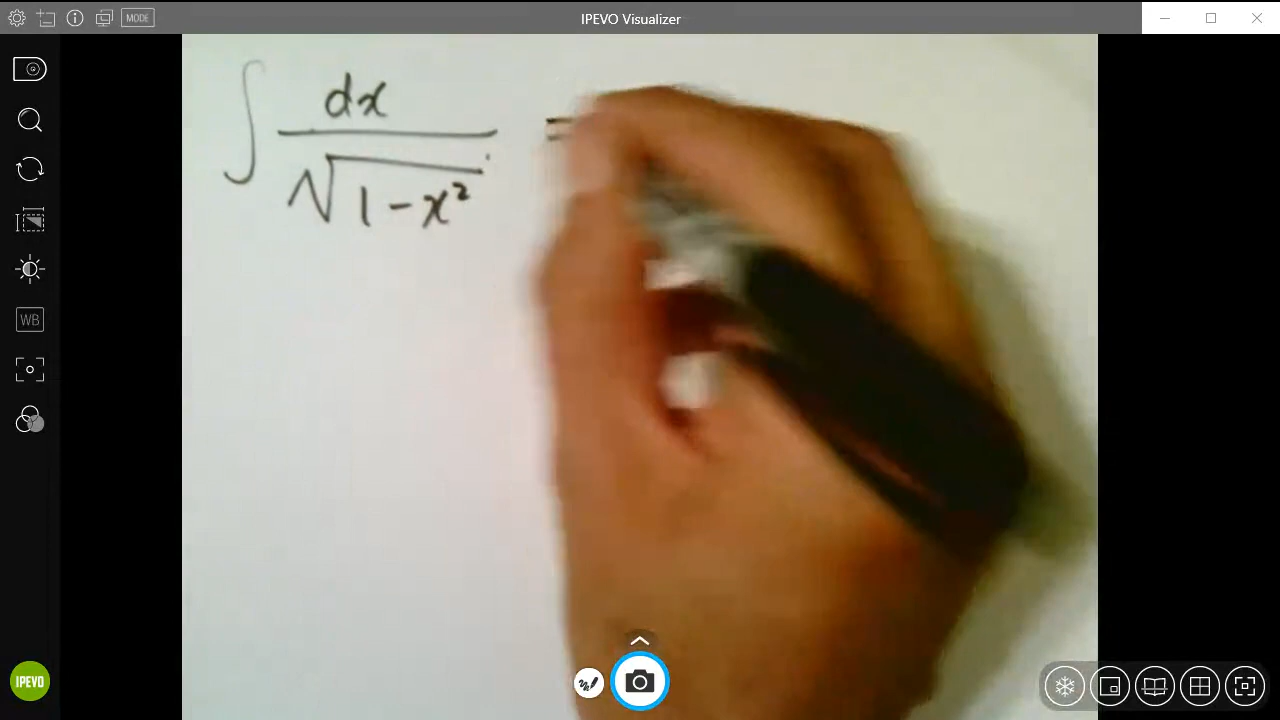 MODE
IPEVO Visualizer
WB
∫ dx / √(1-x²) =
IPEVO